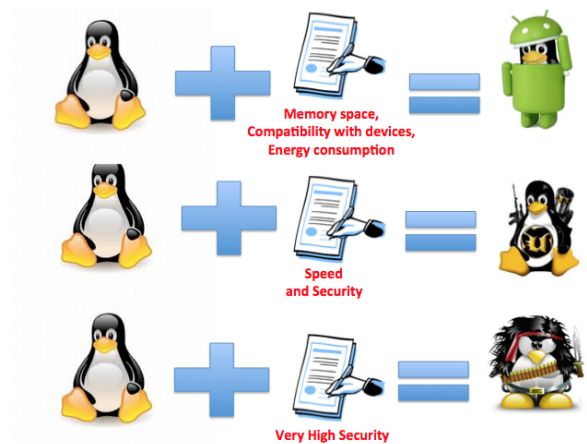 Memory space,
Compatibility with devices,
Energy consumption
Speed
and Security
Very High Security